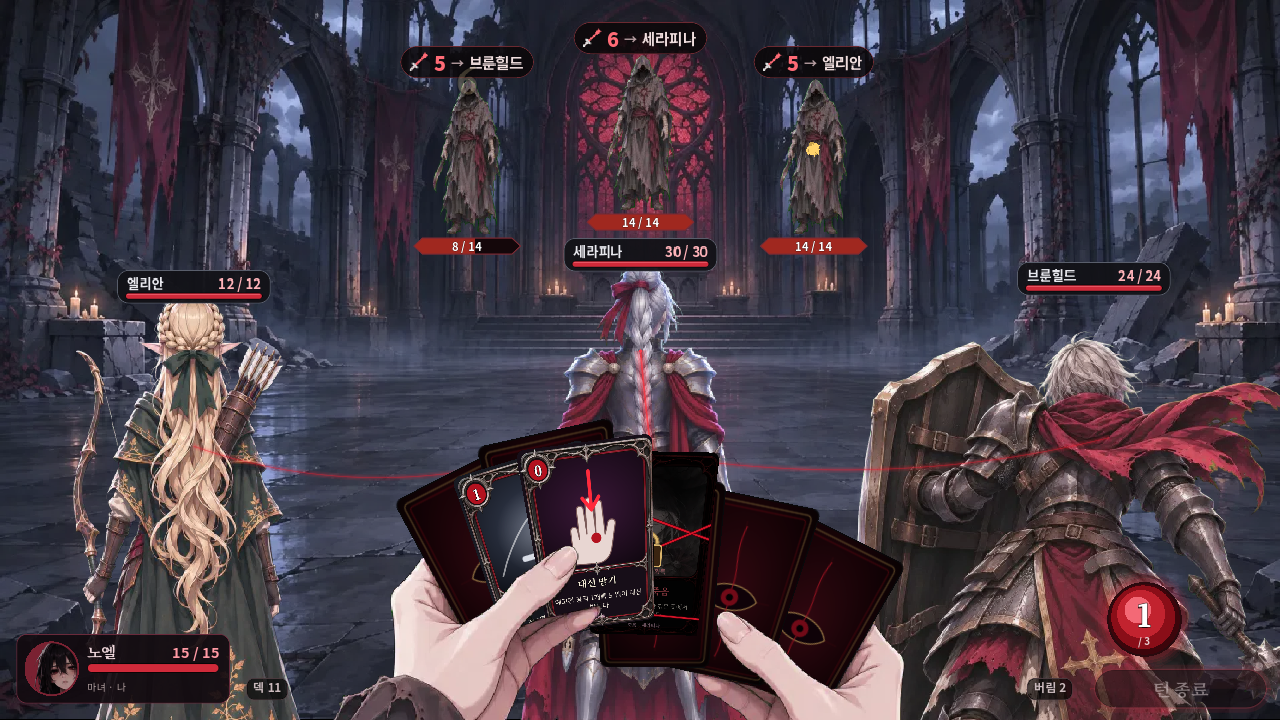 6 → 세라피나
5 → 브룬힐드
5 → 엘리안
14 / 14
8 / 14
14 / 14
세라피나 30 / 30
엘리안 12 / 12
브룬힐드 24 / 24
1
0
대신 받기
노엘 15 / 15
마녀 · 나
덱 11
1
/ 3
버림 2
턴 종료